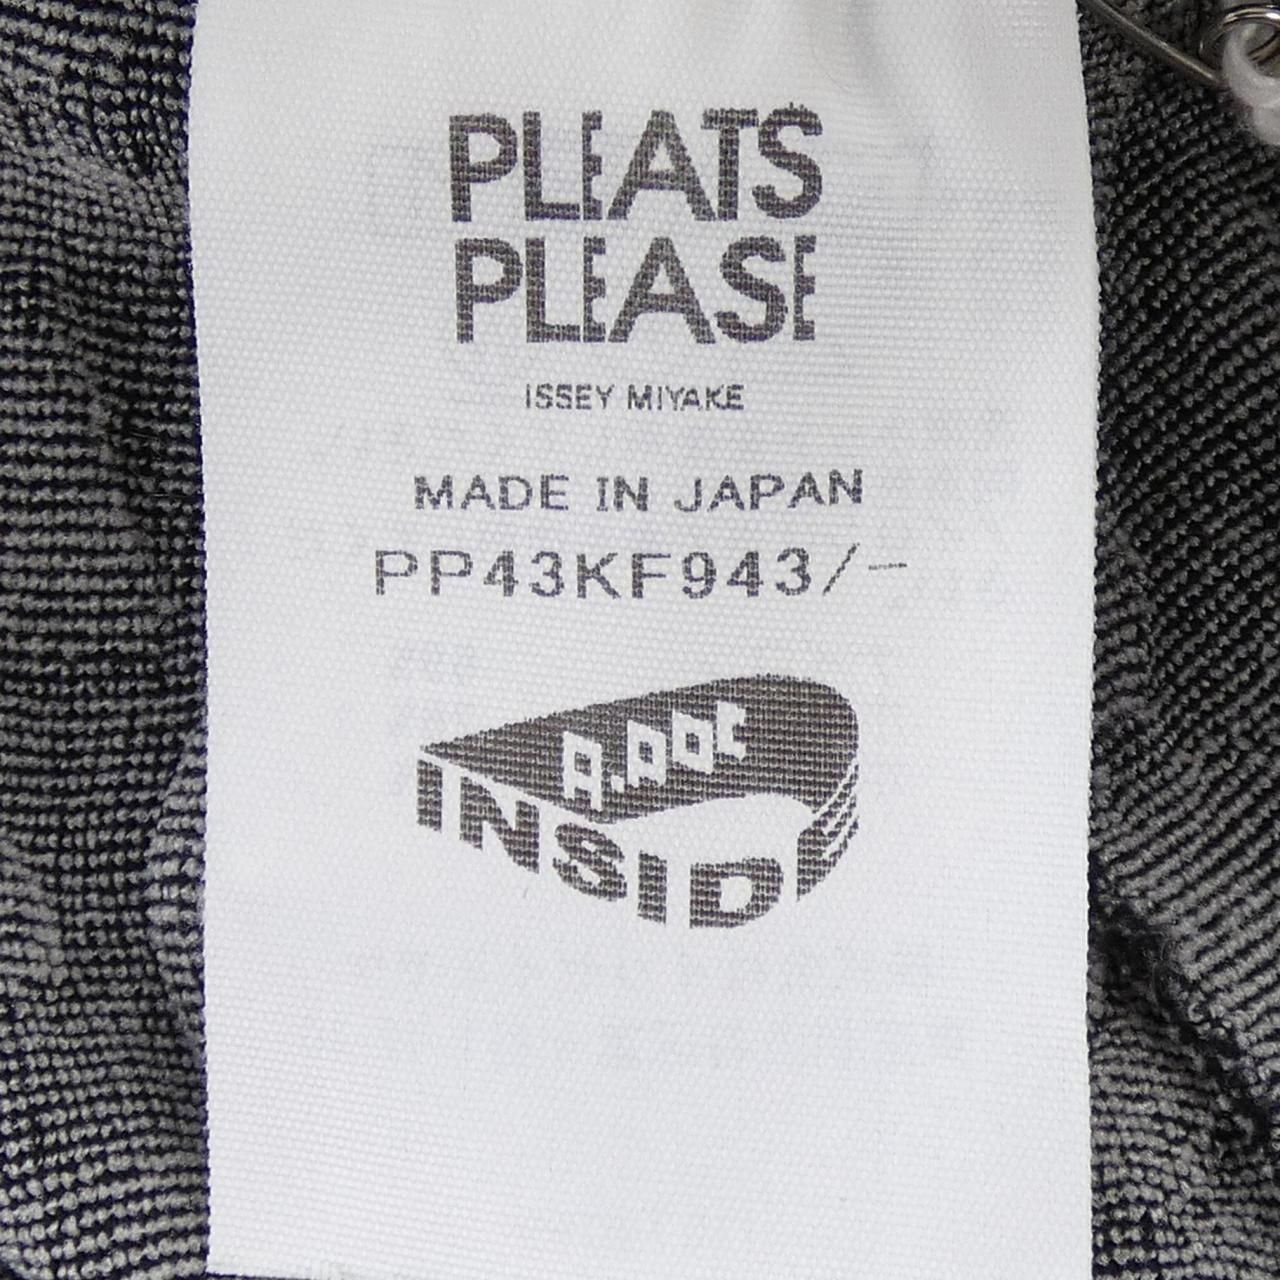 PLEATS
PLEASE
ISSEY MIYAKE
MADE IN JAPAN
PP43KF943/-
A.POC
INSIDE